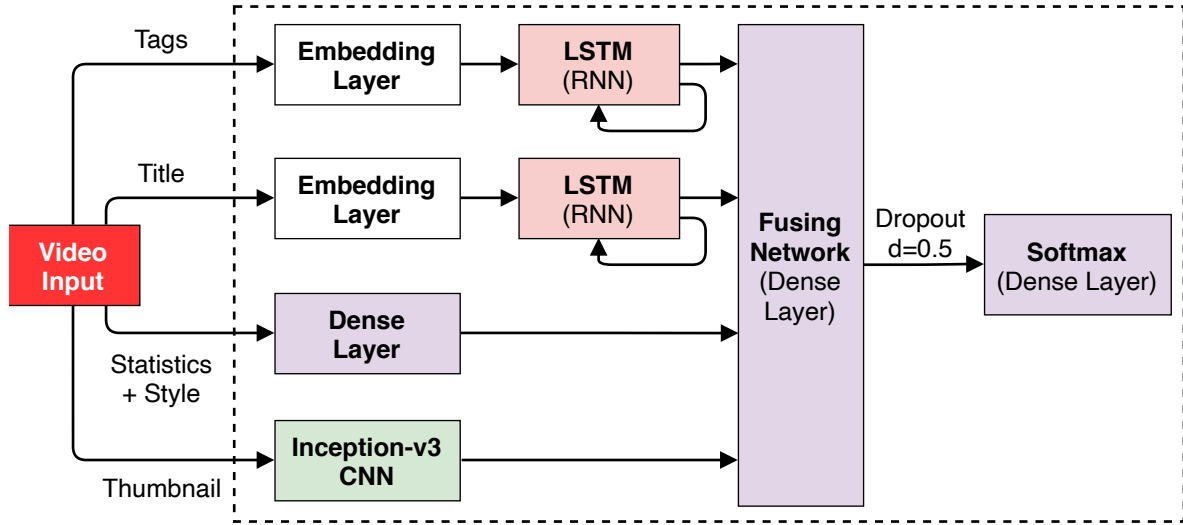 Tags
Embedding
Layer
LSTM
(RNN)
Title
Embedding
Layer
LSTM
(RNN)
Video
Input
Statistics
+ Style
Dense
Layer
Thumbnail
Inception-v3
CNN
Fusing
Network
(Dense
Layer)
Dropout
d=0.5
Softmax
(Dense Layer)